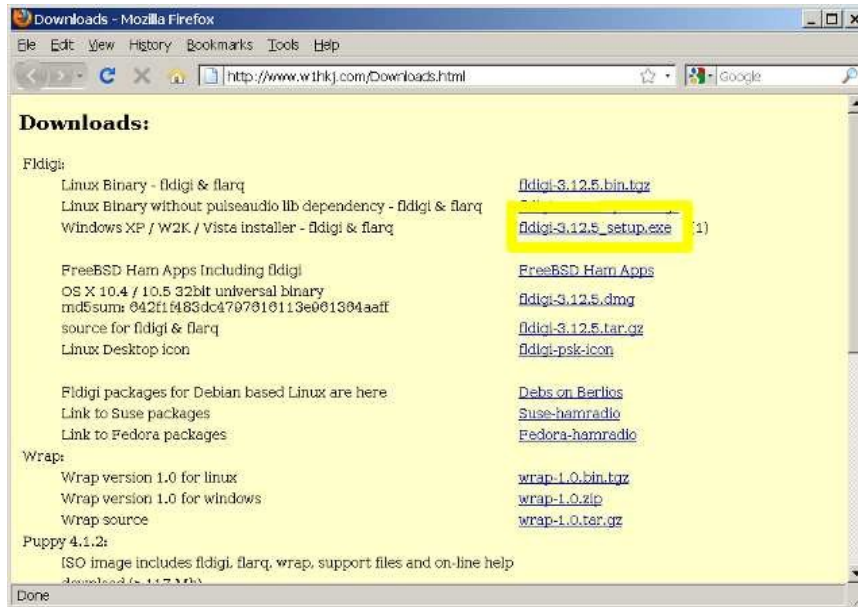 Downloads - Mozilla Firefox
File Edit View History Bookmarks Tools Help
http://www.w1hkj.com/Downloads.html Google
Downloads:
Fldigi:
Linux Binary - fldigi & flarq fldigi-3.12.5.bin.tgz
Linux Binary without pulseaudio lib dependency - fldigi & flarq
Windows XP / W2K / Vista installer - fldigi & flarq fldigi-3.12.5_setup.exe (1)
FreeBSD Ham Apps Including fldigi FreeBSD Ham Apps
OS X 10.4 / 10.5 32bit universal binary fldigi-3.12.5.dmg
md5sum:
source for fldigi & flarq fldigi-3.12.5.tar.gz
Linux Desktop icon fldigi-psk-icon
Fldigi packages for Debian based Linux are here Debs on Berlios
Link to Suse packages Suse-hamradio
Link to Fedora packages Fedora-hamradio
Wrap:
Wrap version 1.0 for linux wrap-1.0.bin.tgz
Wrap version 1.0 for windows wrap-1.0.zip
Wrap source wrap-1.0.tar.gz
Puppy 4.1.2:
ISO image includes fldigi, flarq, wrap, support files and on-line help
Done